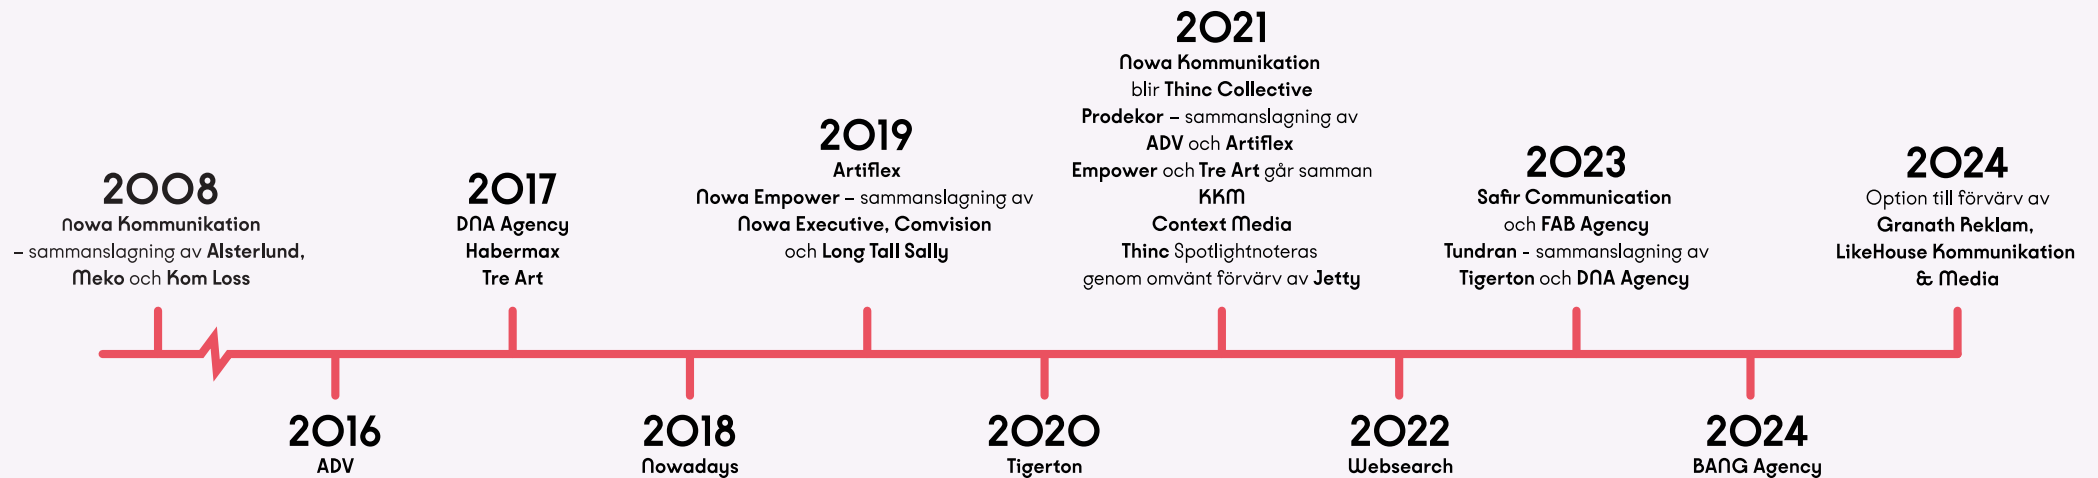 2008
Nowa Kommunikation
– sammanslagning av Alsterlund,
Meko och Kom Loss
2016
ADV
2017
DNA Agency
Habermax
Tre Art
2018
Nowadays
2019
Artiflex
Nowa Empower – sammanslagning av
Nowa Executive, Comvision
och Long Tall Sally
2020
Tigerton
2021
Nowa Kommunikation
blir Thinc Collective
Prodekor – sammanslagning av
ADV och Artiflex
Empower och Tre Art går samman
KKM
Context Media
Thinc Spotlightnoteras
genom omvänt förvärv av Jetty
2022
Websearch
2023
Safir Communication
och FAB Agency
Tundran - sammanslagning av
Tigerton och DNA Agency
2024
BANG Agency
2024
Option till förvärv av
Granath Reklam,
LikeHouse Kommunikation
& Media